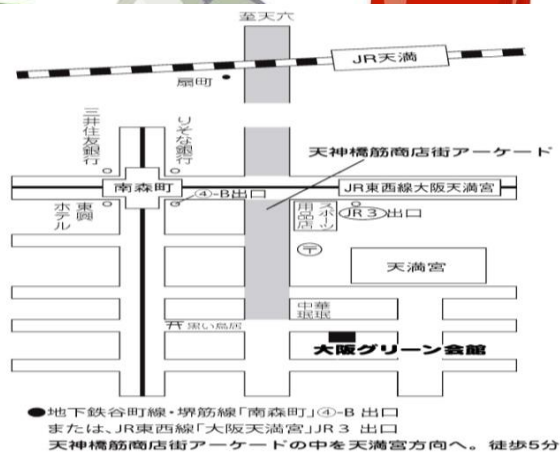 至天六
JR天満
扇町
三井住友銀行
りそな銀行
天神橋筋商店街アーケード
南森町
④-B出口
JR東西線大阪天満宮
東興ホテル
スポーツ用品店
JR3出口
〒
天満宮
中華珉珉
黒い鳥居
大阪グリーン会館
●地下鉄谷町線・堺筋線「南森町」④-B 出口
または、JR東西線「大阪天満宮」JR 3 出口
天神橋筋商店街アーケードの中を天満宮方向へ。徒歩5分